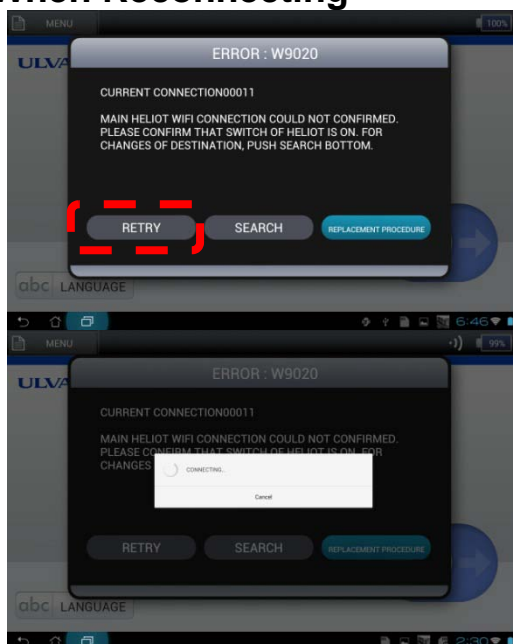 When Reconnecting
MENU
100%
ULVA
ERROR : W9020
CURRENT CONNECTION00011
MAIN HELIOT WIFI CONNECTION COULD NOT CONFIRMED.
PLEASE CONFIRM THAT SWITCH OF HELIOT IS ON. FOR
CHANGES OF DESTINATION, PUSH SEARCH BOTTOM.
RETRY
SEARCH
REPLACEMENT PROCEDURE
abc LANGUAGE
6:46
MENU
99%
ULVA
ERROR : W9020
CURRENT CONNECTION00011
MAIN HELIOT WIFI CONNECTION COULD NOT CONFIRMED.
PLEASE CONFIRM THAT SWITCH OF HELIOT IS ON. FOR
CHANGES
CONNECTING...
Cancel
RETRY
SEARCH
REPLACEMENT PROCEDURE
abc LANGUAGE
2:30